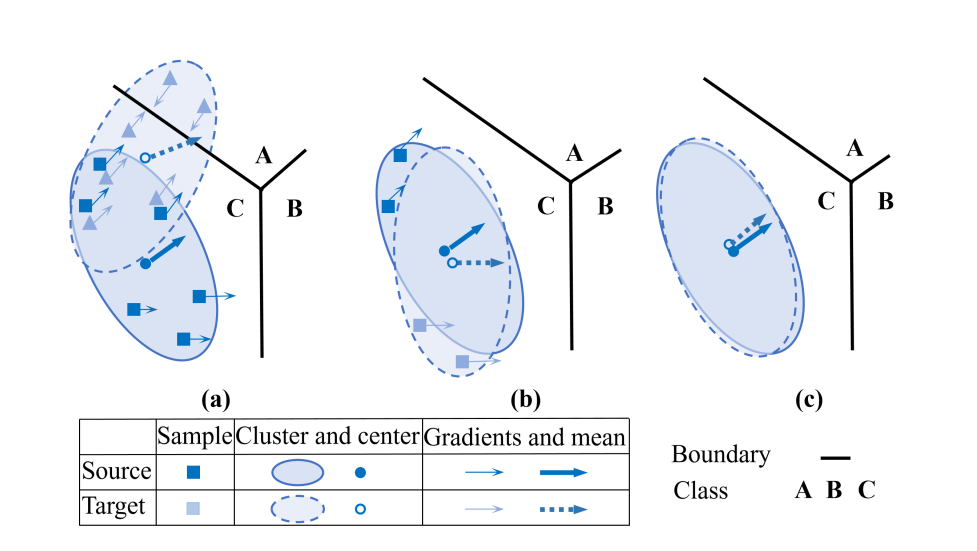 A
C
B
A
C
B
A
C
B
(a)
(b)
(c)
Sample Cluster and center Gradients and mean
Source
Target
Boundary
Class A B C